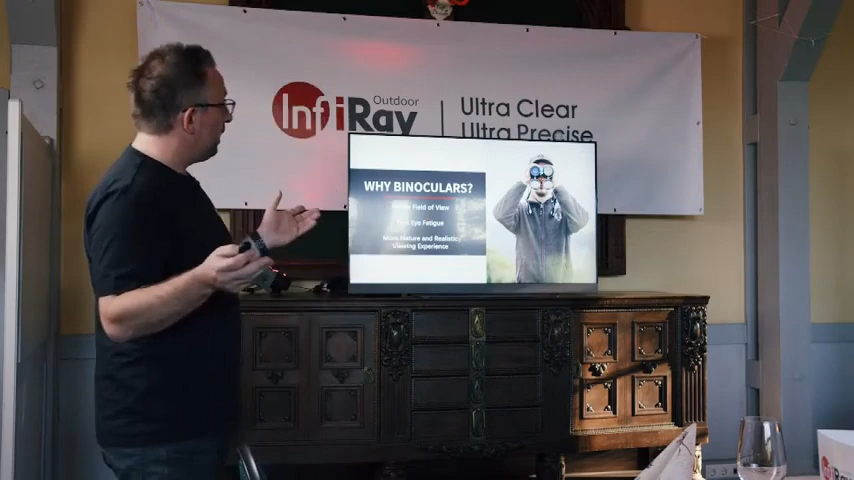 Outdoor
InfiRay
Ultra Clear
Ultra Precise
WHY BINOCULARS?
Field of View
Eye Fatigue
More Nature and Realistic
Viewing Experience